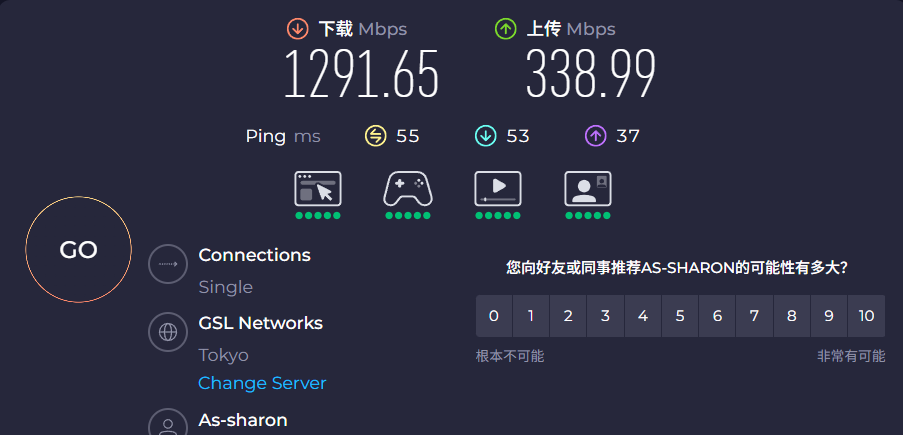 下载 Mbps 上传 Mbps
1291.65 338.99
Ping ms 55 53 37
GO
Connections
Single
GSL Networks
Tokyo
Change Server
As-sharon
您向好友或同事推荐AS-SHARON的可能性有多大?
0 1 2 3 4 5 6 7 8 9 10
根本不可能 非常有可能